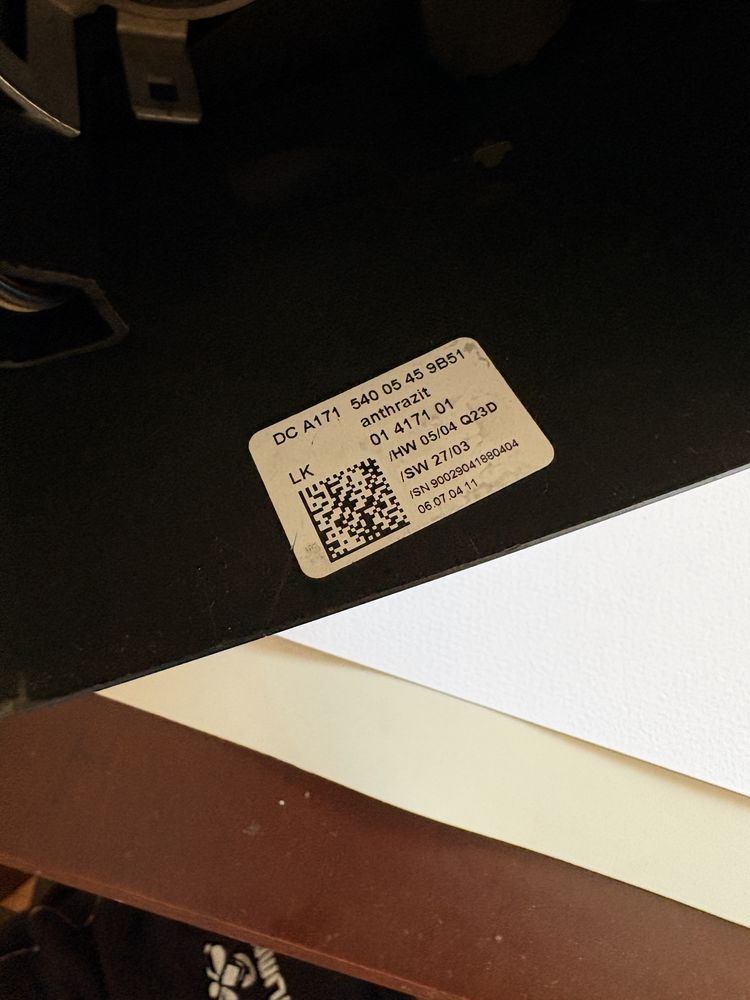 DC A171 540 05 45 9B51
anthrazit
01 4171 01
/HW 05/04 Q23D
LK
/SW 27/03
/SN 90029041880404
06.07.04 11